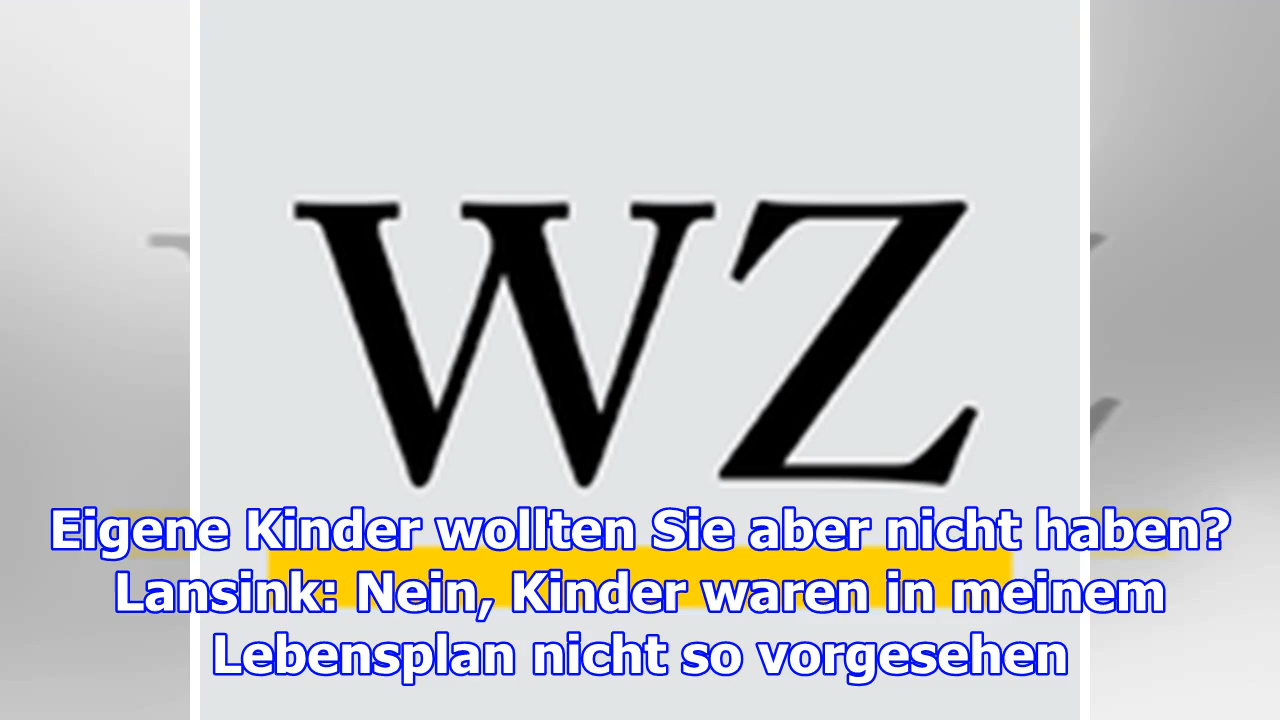 WZ
Eigene Kinder wollten Sie aber nicht haben?
Lansink: Nein, Kinder waren in meinem
Lebensplan nicht so vorgesehen